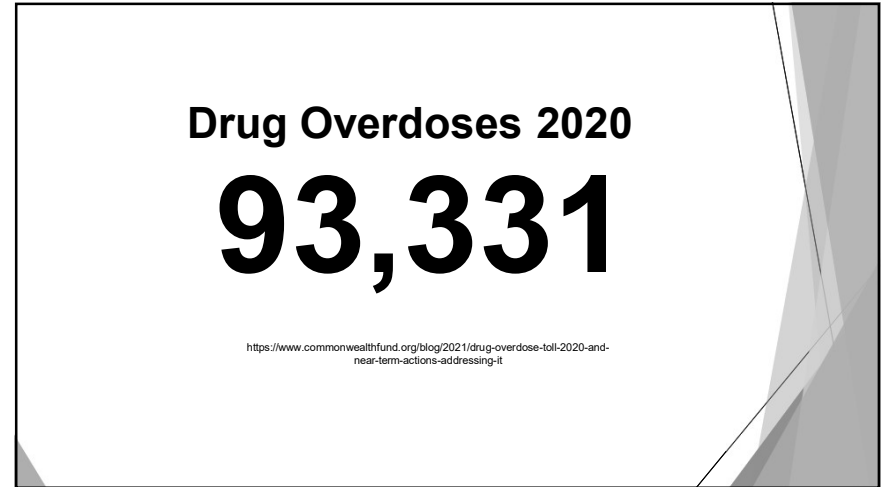 Drug Overdoses 2020
93,331
https://www.commonwealthfund.org/blog/2021/drug-overdose-toll-2020-and-
near-term-actions-addressing-it